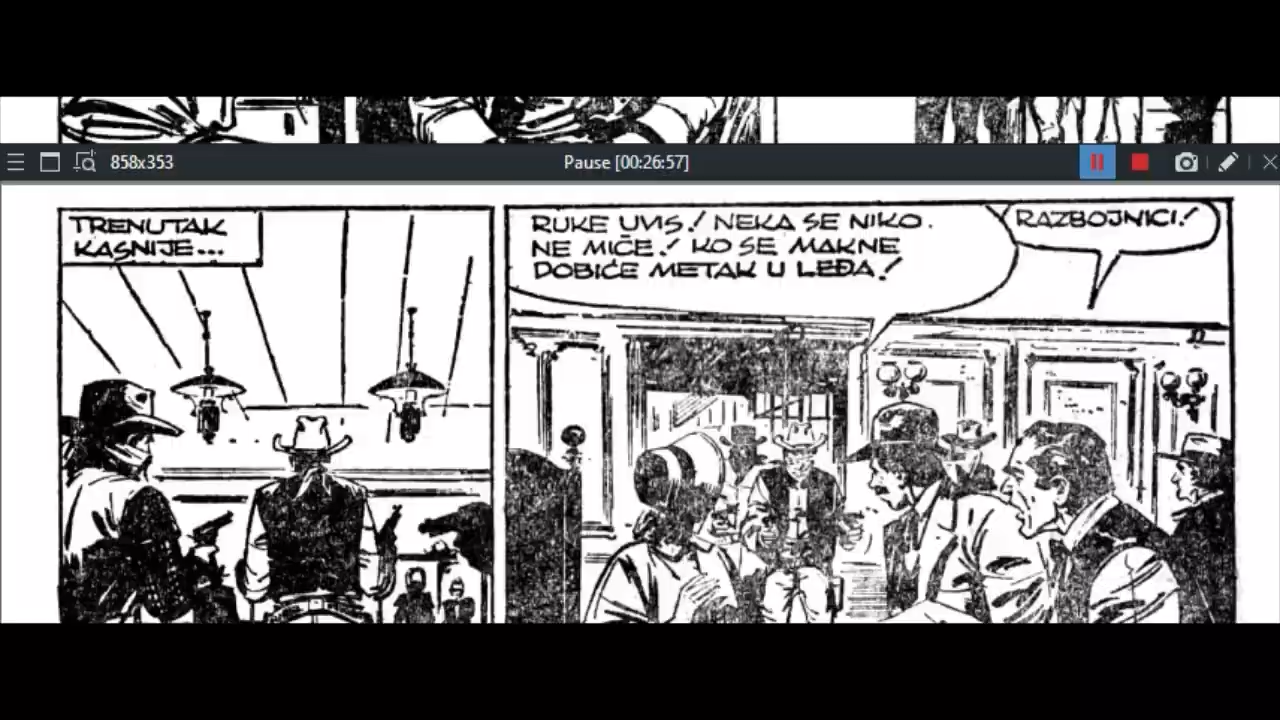 858x353
Pause [00:26:57]
TRENUTAK
KASNIJE...
RUKE UVIS! NEKA SE NIKO.
NE MIČE! KO SE MAKNE
DOBIĆE METAK U LEĐA!
RAZBOJNICI!